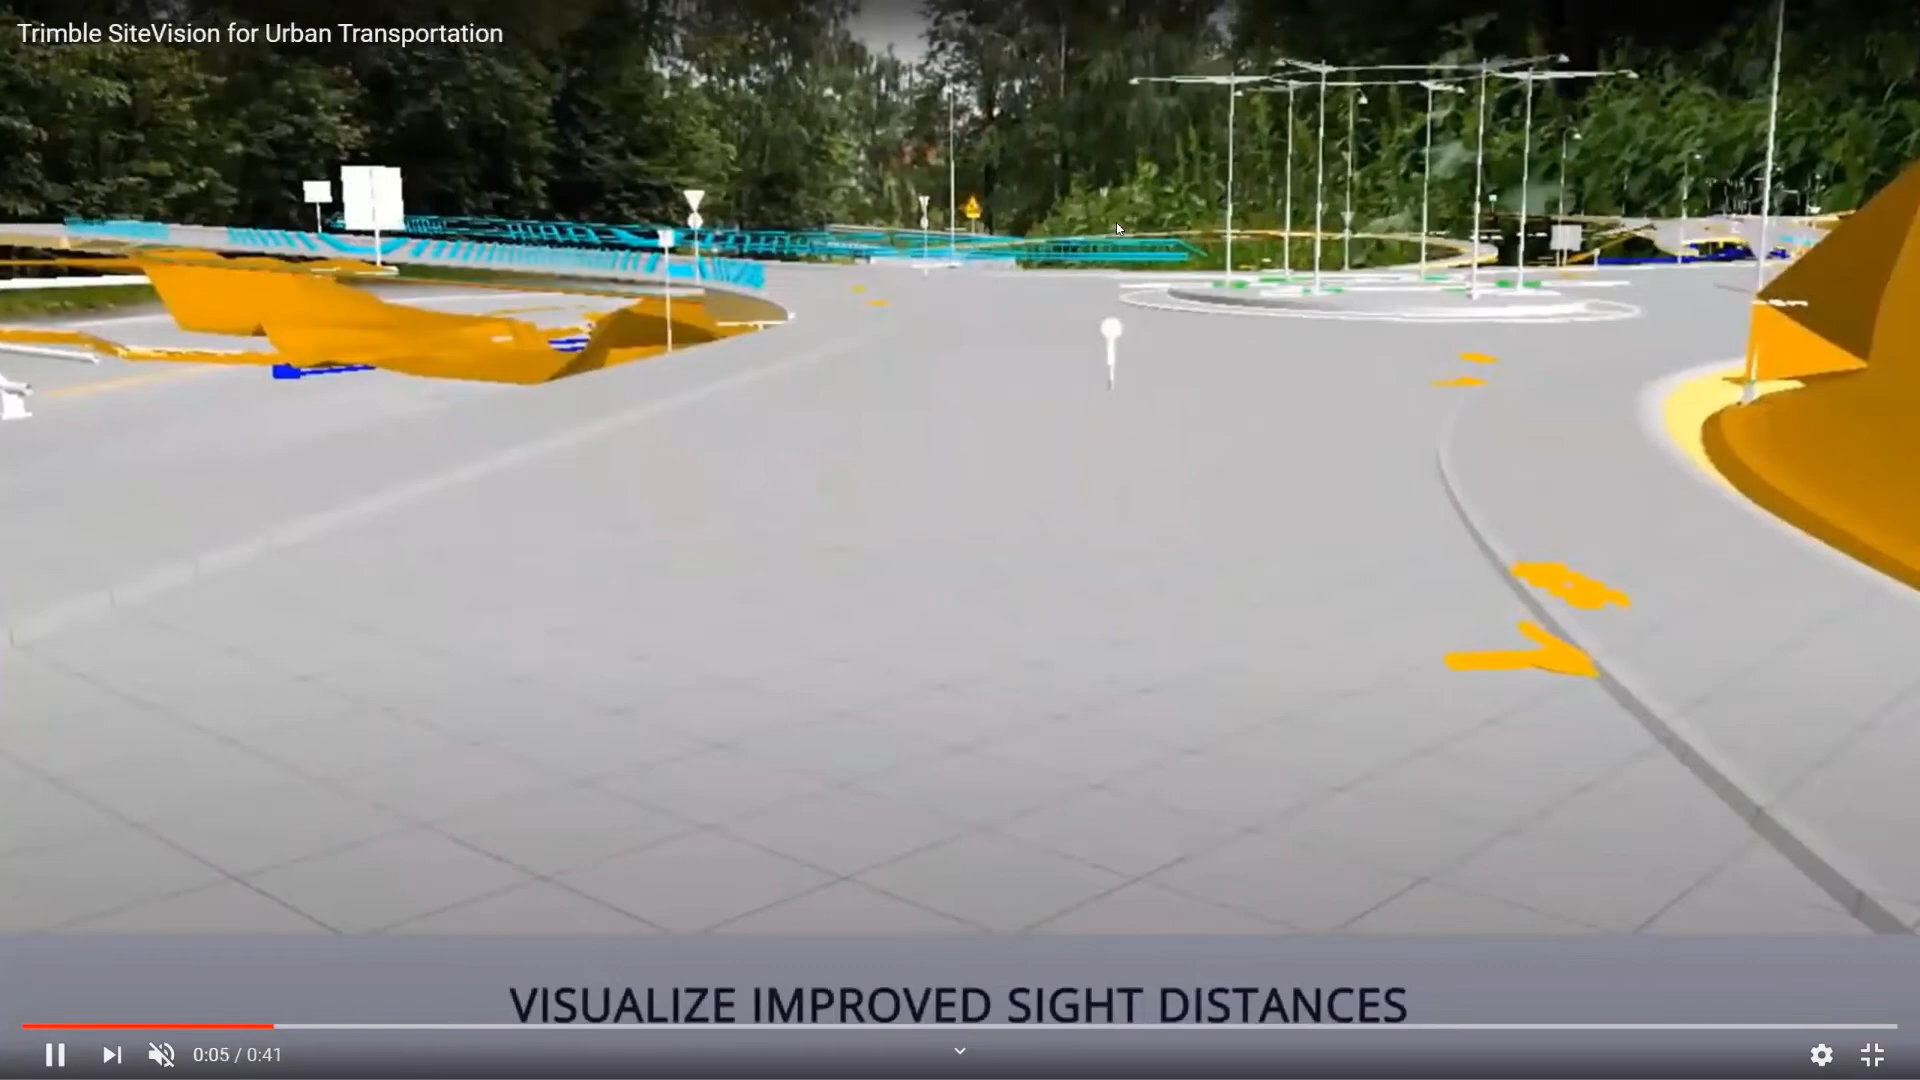 Trimble SiteVision for Urban Transportation
VISUALIZE IMPROVED SIGHT DISTANCES
0:05 / 0:41